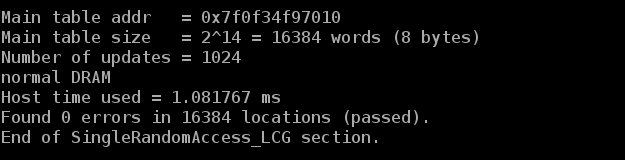 Main table addr   = 0x7f0f34f97010
Main table size   = 2^14 = 16384 words (8 bytes)
Number of updates = 1024
normal DRAM
Host time used = 1.081767 ms
Found 0 errors in 16384 locations (passed).
End of SingleRandomAccess_LCG section.